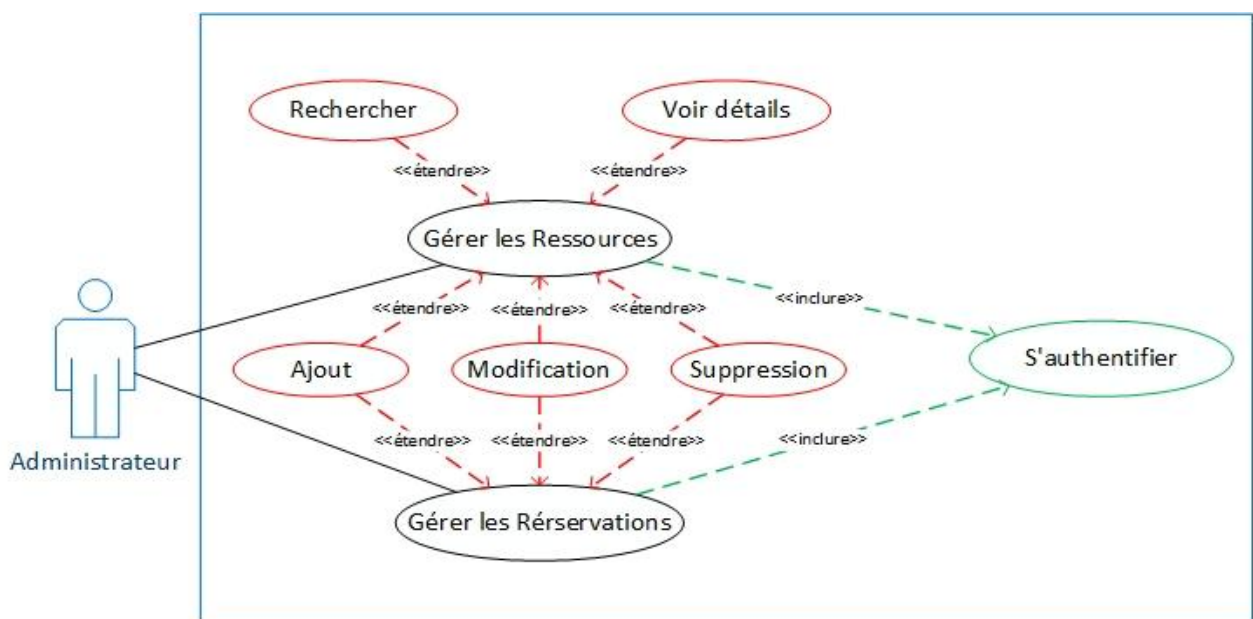 Rechercher
Voir détails
<<étendre>>
<<étendre>>
Gérer les Ressources
<<étendre>>
<<étendre>>
<<étendre>>
<<inclure>>
Ajout
Modification
Suppression
S'authentifier
<<étendre>>
<<étendre>>
<<étendre>>
<<inclure>>
Administrateur
Gérer les Rérservations